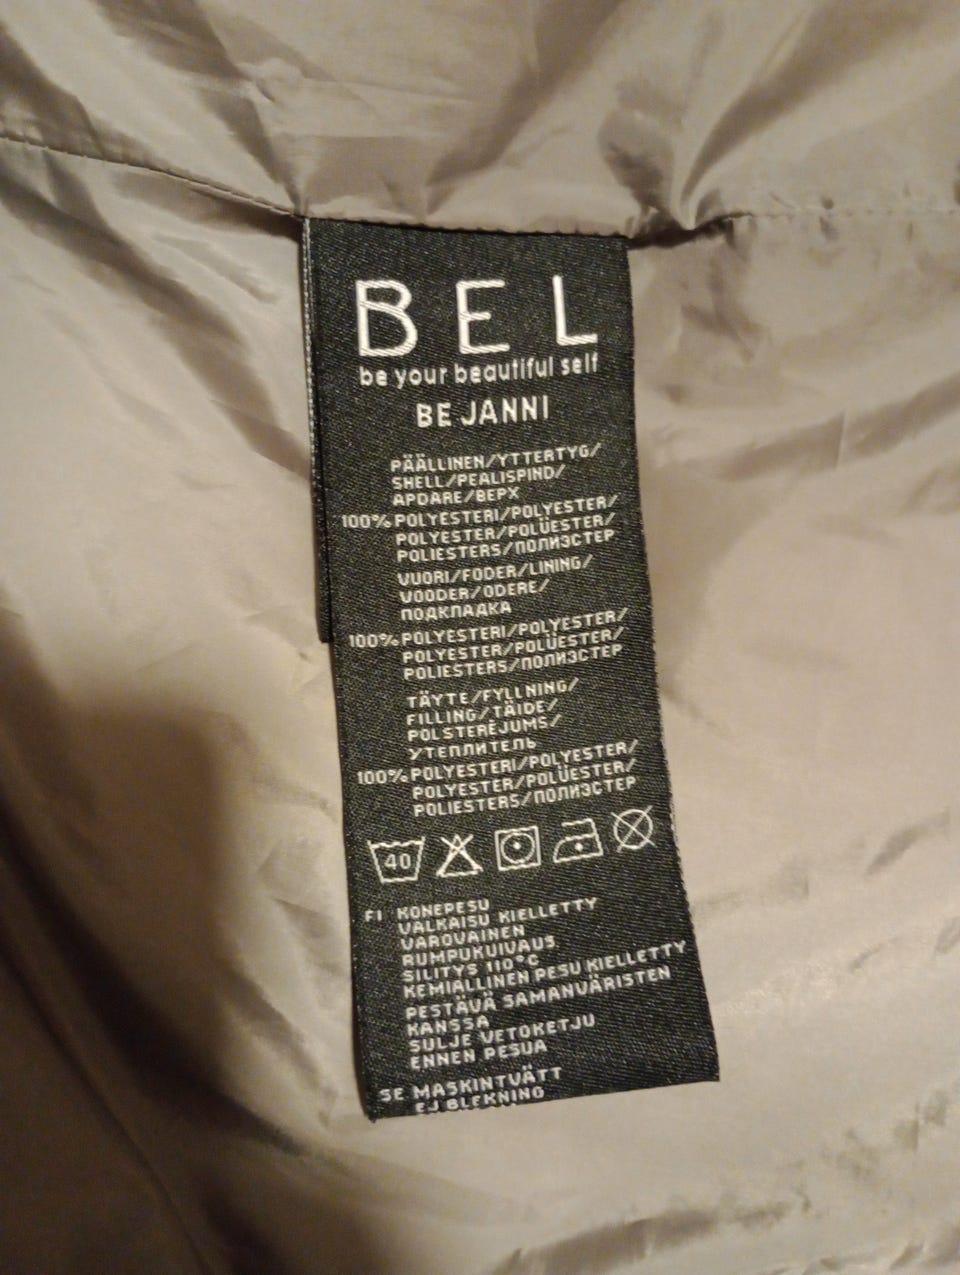 BEL
be your beautiful self
BE JANNI
PÄÄLLINEN/YTTERTYG/
SHELL/PEALISPIND/
APDARE/ВЕРХ
100% POLYESTERI/POLYESTER/
POLYESTER/POLÜESTER/
POLIESTERS/ПОЛИЭСТЕР
VUORI/FODER/LINING/
VOODER/ODERE/
ПОДКЛАДКА
100% POLYESTERI/POLYESTER/
POLYESTER/POLÜESTER/
POLIESTERS/ПОЛИЭСТЕР
TÄYTE/FYLLNING/
FILLING/TÄIDE/
POLSTERĒJUMS/
УТЕПЛИТЕЛЬ
100% POLYESTERI/POLYESTER/
POLYESTER/POLÜESTER/
POLIESTERS/ПОЛИЭСТЕР
40
FI KONEPESU
VALKAISU KIELLETTY
VAROVAINEN
RUMPUKUIVAUS
SILITYS 110°C
KEMIALLINEN PESU KIELLETTY
PESTÄVÄ SAMANVÄRISTEN
KANSSA
SULJE VETOKETJU
ENNEN PESUA
SE MASKINTVÄTT
EJ BLEKNING